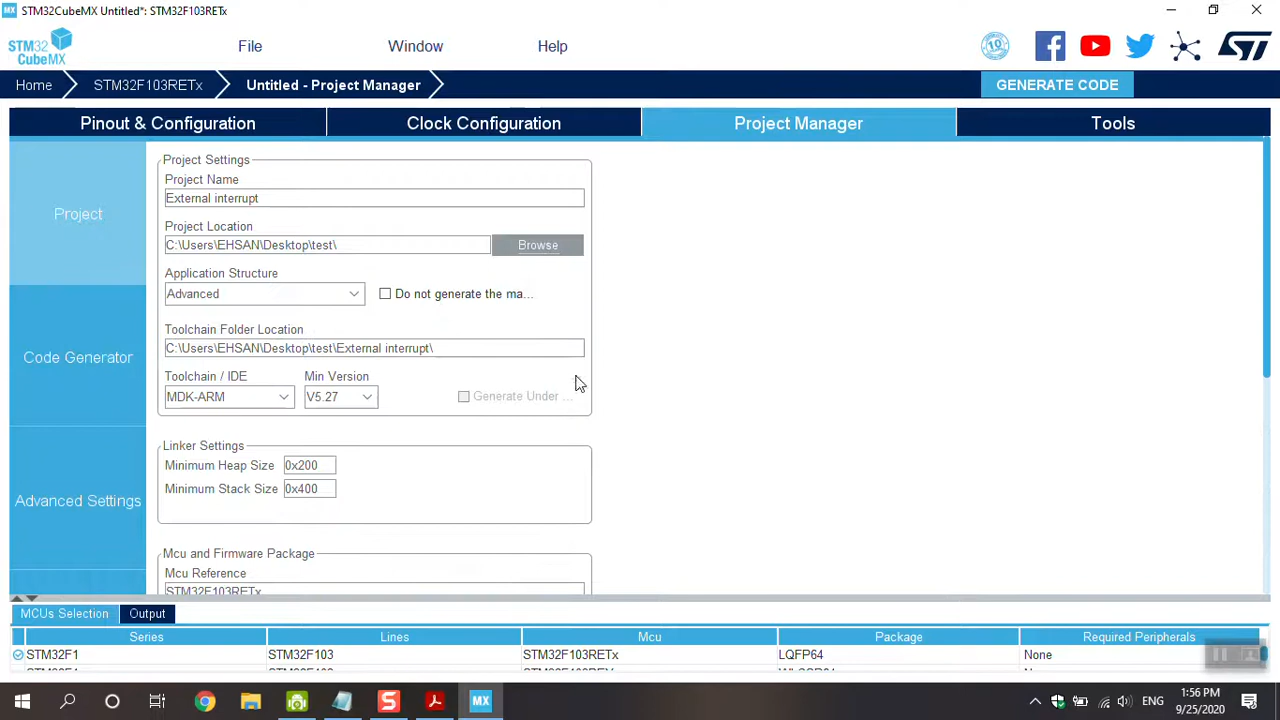 MX STM32CubeMX Untitled*: STM32F103RETx
STM32
CubeMX
File Window Help
10
ST
Home STM32F103RETx Untitled - Project Manager GENERATE CODE
Pinout & Configuration Clock Configuration Project Manager Tools
Project
Code Generator
Advanced Settings
Project Settings
Project Name
External interrupt
Project Location
C:\Users\EHSAN\Desktop\test\ Browse
Application Structure
Advanced Do not generate the ma...
Toolchain Folder Location
C:\Users\EHSAN\Desktop\test\External interrupt\
Toolchain / IDE Min Version
MDK-ARM V5.27 Generate Under ...
Linker Settings
Minimum Heap Size 0x200
Minimum Stack Size 0x400
Mcu and Firmware Package
Mcu Reference
STM32F103RETx
MCUs Selection Output
Series Lines Mcu Package Required Peripherals
STM32F1 STM32F103 STM32F103RETx LQFP64 None
MX ENG 1:56 PM
9/25/2020